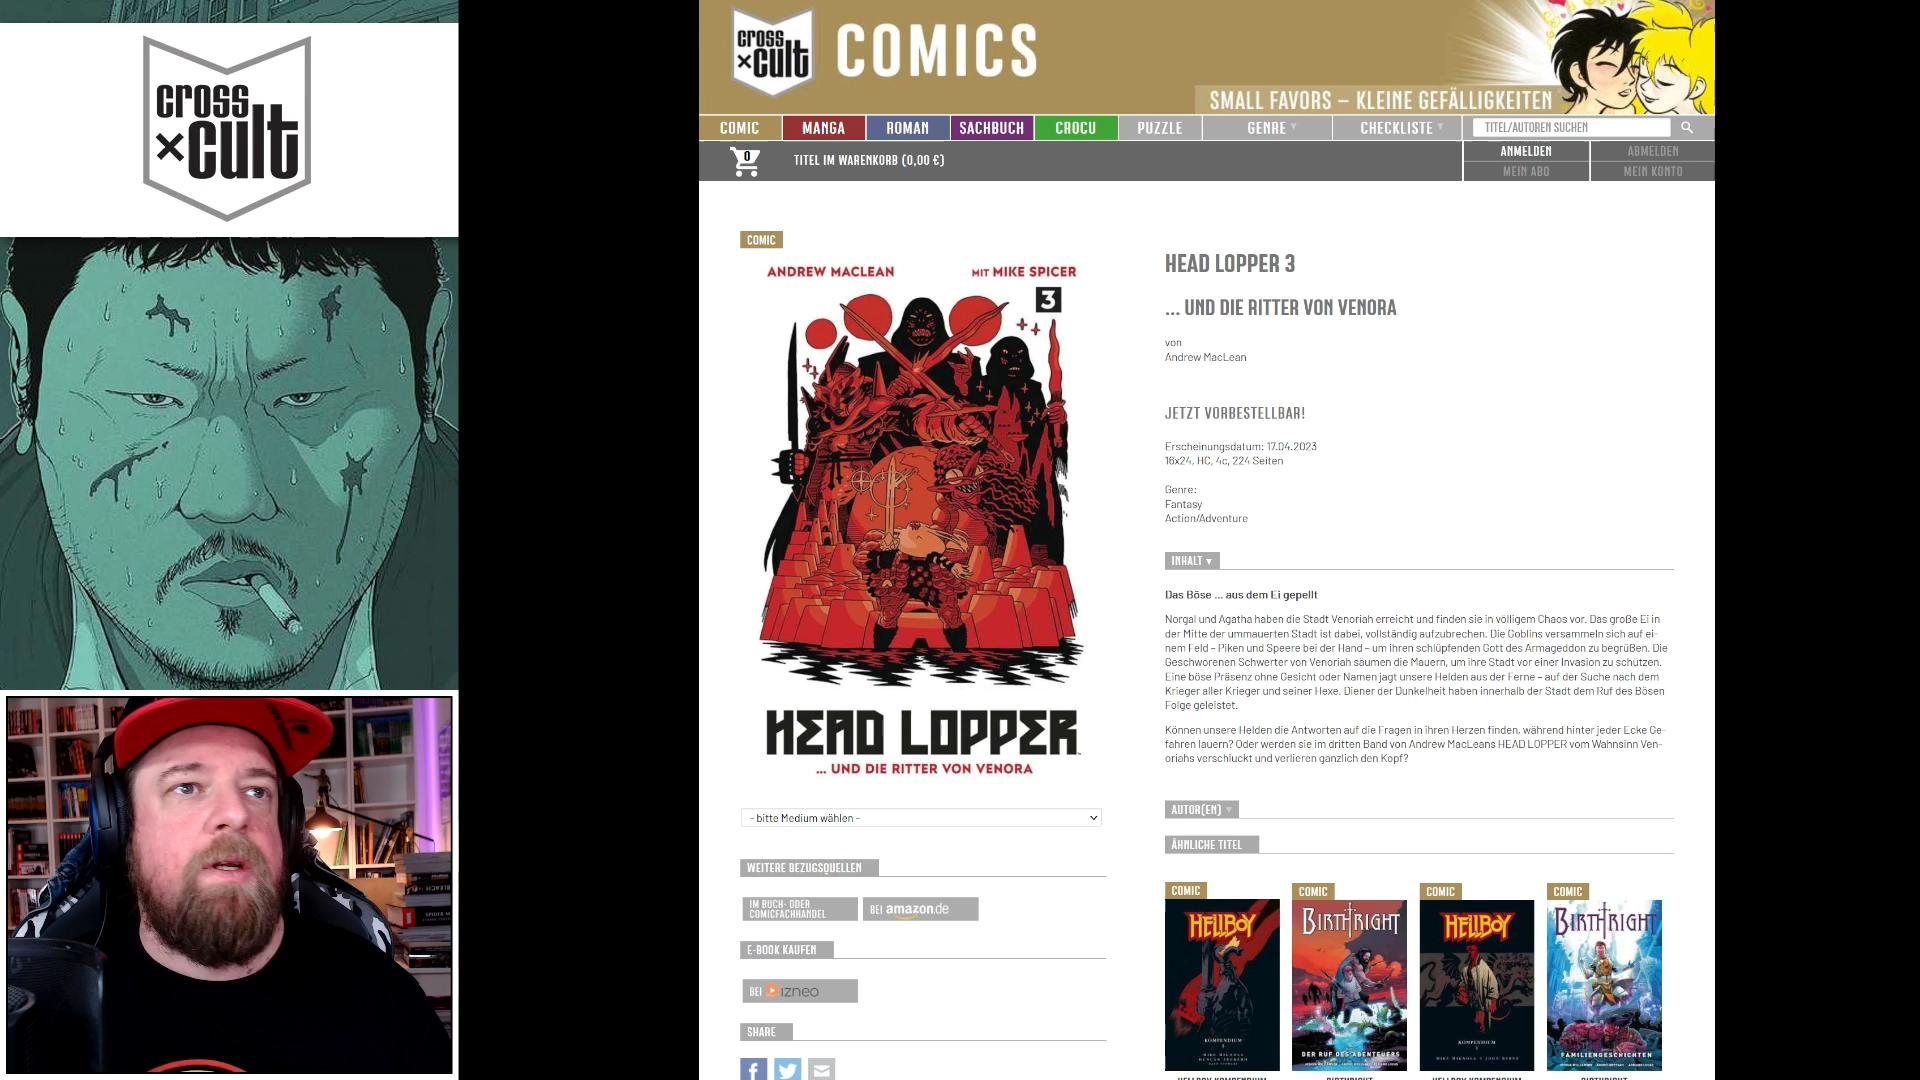 cross
×cult
cross
×cult
COMICS
SMALL FAVORS – KLEINE GEFÄLLIGKEITEN
COMIC
MANGA
ROMAN
SACHBUCH
CROCU
PUZZLE
GENRE ▼
CHECKLISTE ▼
TITEL/AUTOREN SUCHEN
0
TITEL IM WARENKORB (0,00 €)
ANMELDEN
ABMELDEN
MEIN ABO
MEIN KONTO
COMIC
ANDREW MACLEAN
MIT MIKE SPICER
3
HEAD LOPPER
... UND DIE RITTER VON VENORA
- bitte Medium wählen -
WEITERE BEZUGSQUELLEN
IM BUCH- ODER
COMICFACHHANDEL
BEI amazon.de
E-BOOK KAUFEN
BEI izneo
SHARE
HEAD LOPPER 3
... UND DIE RITTER VON VENORA
von
Andrew MacLean
JETZT VORBESTELLBAR!
Erscheinungsdatum: 17.04.2023
16x24, HC, 4c, 224 Seiten
Genre:
Fantasy
Action/Adventure
INHALT ▼
Das Böse ... aus dem Ei gepellt
Norgal und Agatha haben die Stadt Venoriah erreicht und finden sie in völligem Chaos vor. Das große Ei in
der Mitte der ummauerten Stadt ist dabei, vollständig aufzubrechen. Die Goblins versammeln sich auf ei-
nem Feld – Piken und Speere bei der Hand – um ihren schlüpfenden Gott des Armageddon zu begrüßen. Die
Geschworenen Schwerter von Venoriah säumen die Mauern, um ihre Stadt vor einer Invasion zu schützen.
Eine böse Präsenz ohne Gesicht oder Namen jagt unsere Helden aus der Ferne – auf der Suche nach dem
Krieger aller Krieger und seiner Hexe. Diener der Dunkelheit haben innerhalb der Stadt dem Ruf des Bösen
Folge geleistet.
Können unsere Helden die Antworten auf die Fragen in ihren Herzen finden, während hinter jeder Ecke Ge-
fahren lauern? Oder werden sie im dritten Band von Andrew MacLeans HEAD LOPPER vom Wahnsinn Ven-
oriahs verschluckt und verlieren gänzlich den Kopf?
AUTOR(EN) ▼
ÄHNLICHE TITEL
COMIC
COMIC
COMIC
COMIC
HELLBOY
BIRTHRIGHT
HELLBOY
BIRTHRIGHT
KOMPENDIUM
KOMPENDIUM
DER RUF DES ABENTEUERS
FAMILIENGESCHICHTEN
BLEACH
SPIDER-M